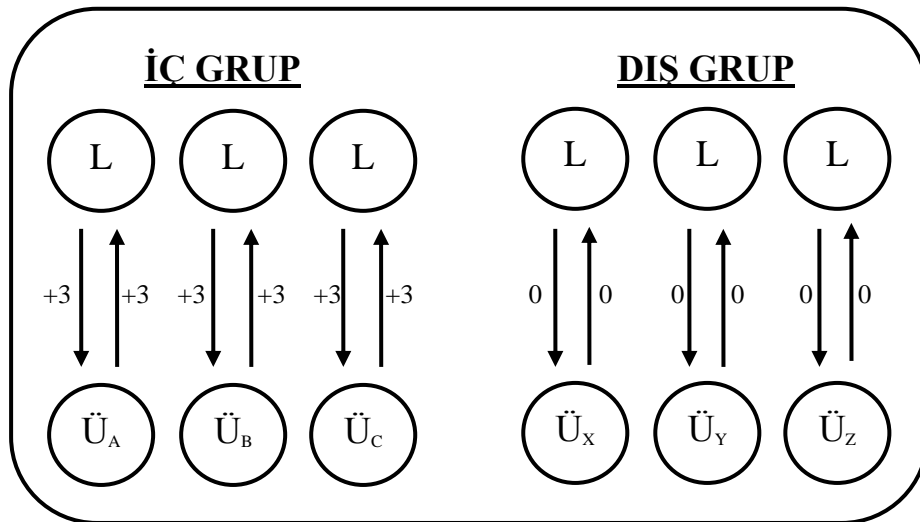 İÇ GRUP DIŞ GRUP
L L L L L L
+3 +3 +3 +3 +3 +3 0 0 0 0 0 0
ÜA ÜB ÜC ÜX ÜY ÜZ